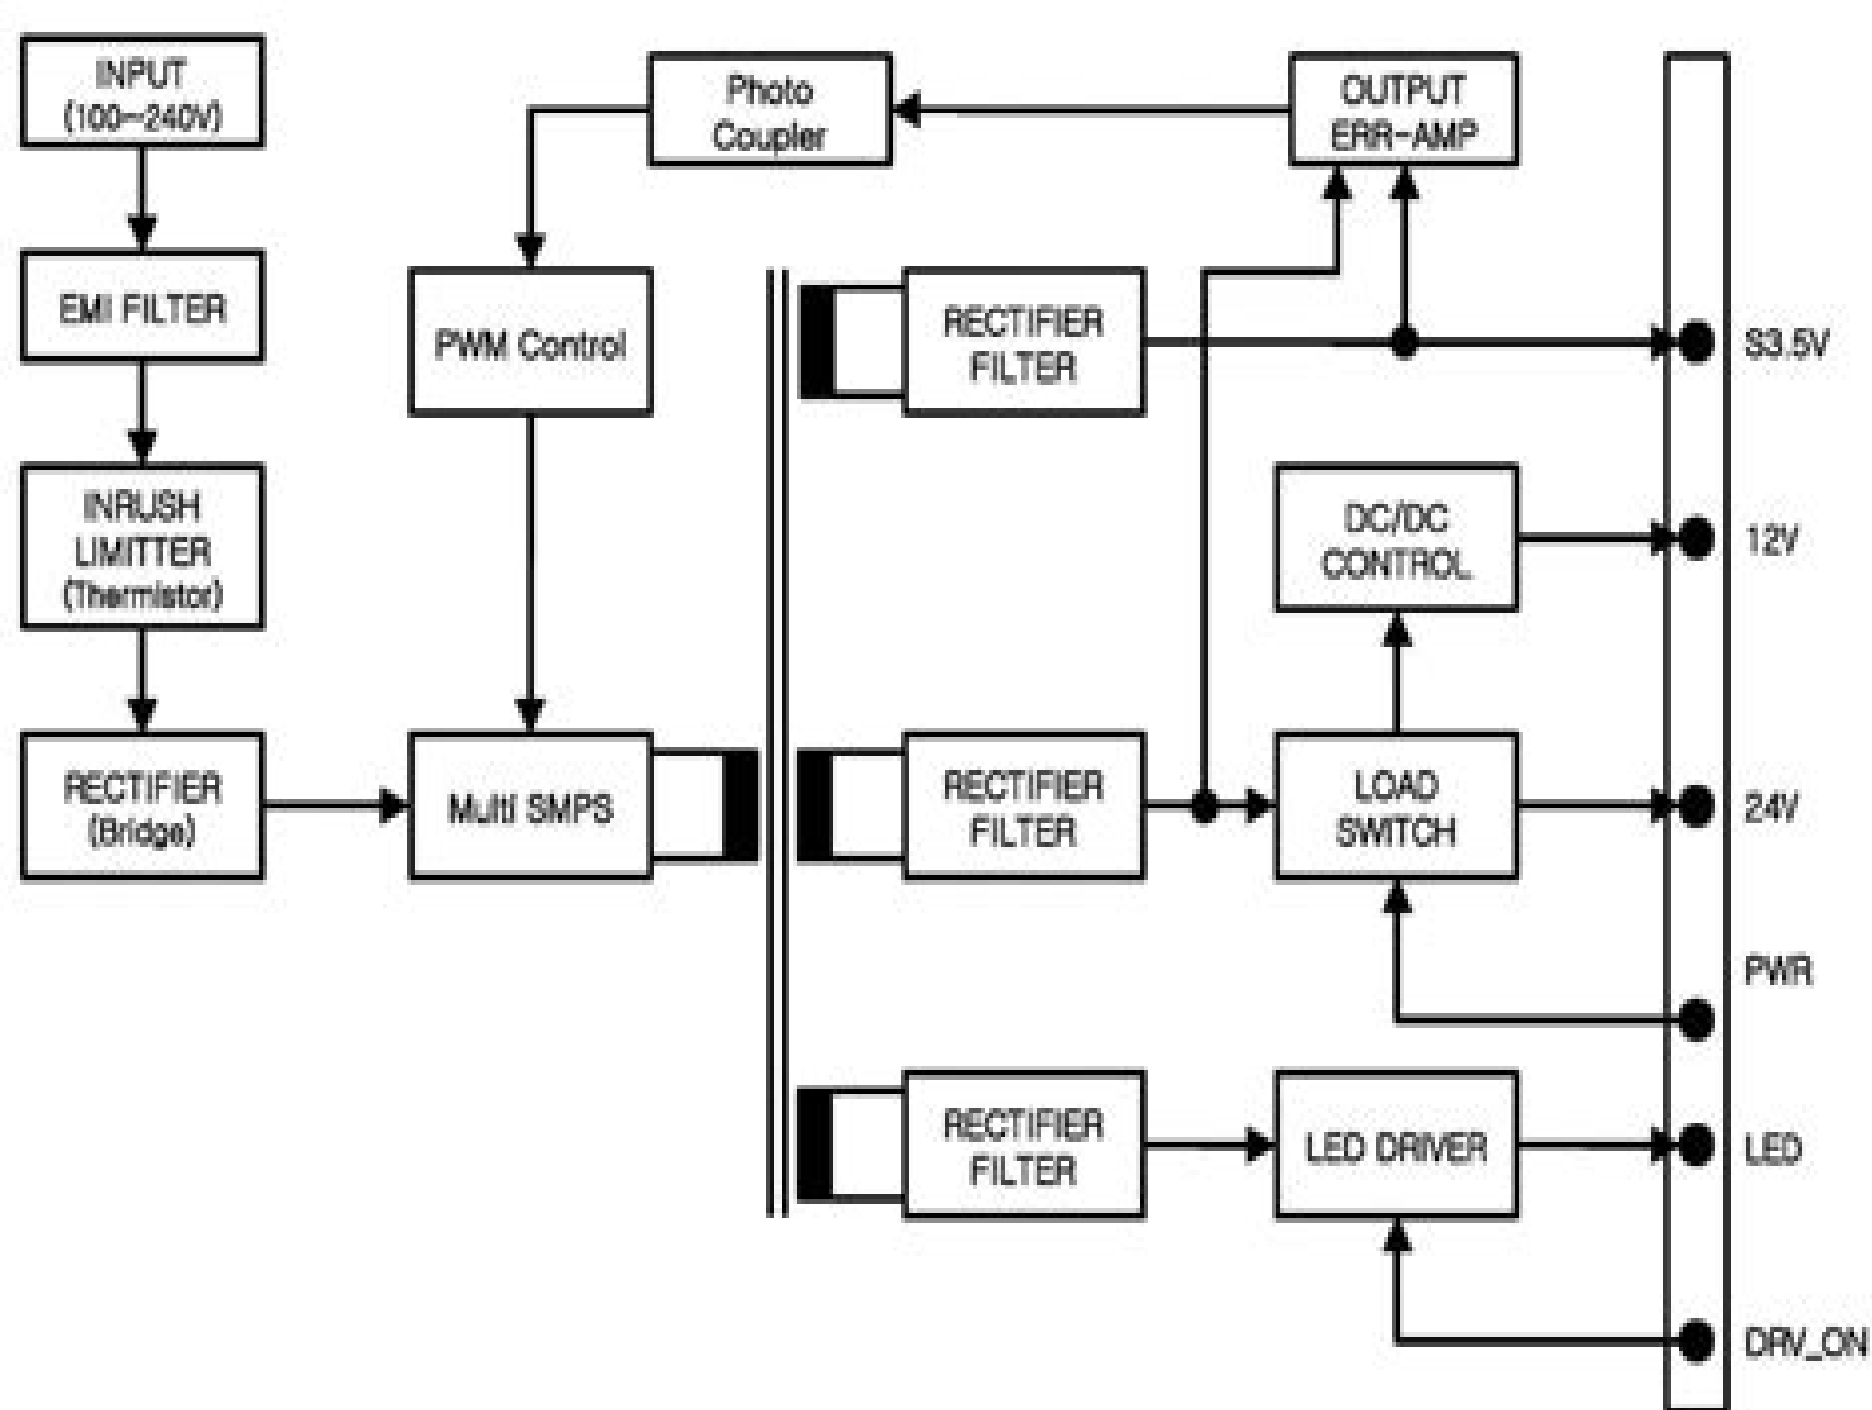 INPUT
(100~240V)
EMI FILTER
INRUSH
LIMITTER
(Thermistor)
RECTIFIER
(Bridge)
Photo
Coupler
PWM Control
Multi SMPS
OUTPUT
ERR-AMP
RECTIFIER
FILTER
S3.5V
DC/DC
CONTROL
12V
RECTIFIER
FILTER
LOAD
SWITCH
24V
PWR
RECTIFIER
FILTER
LED DRIVER
LED
DRV_ON